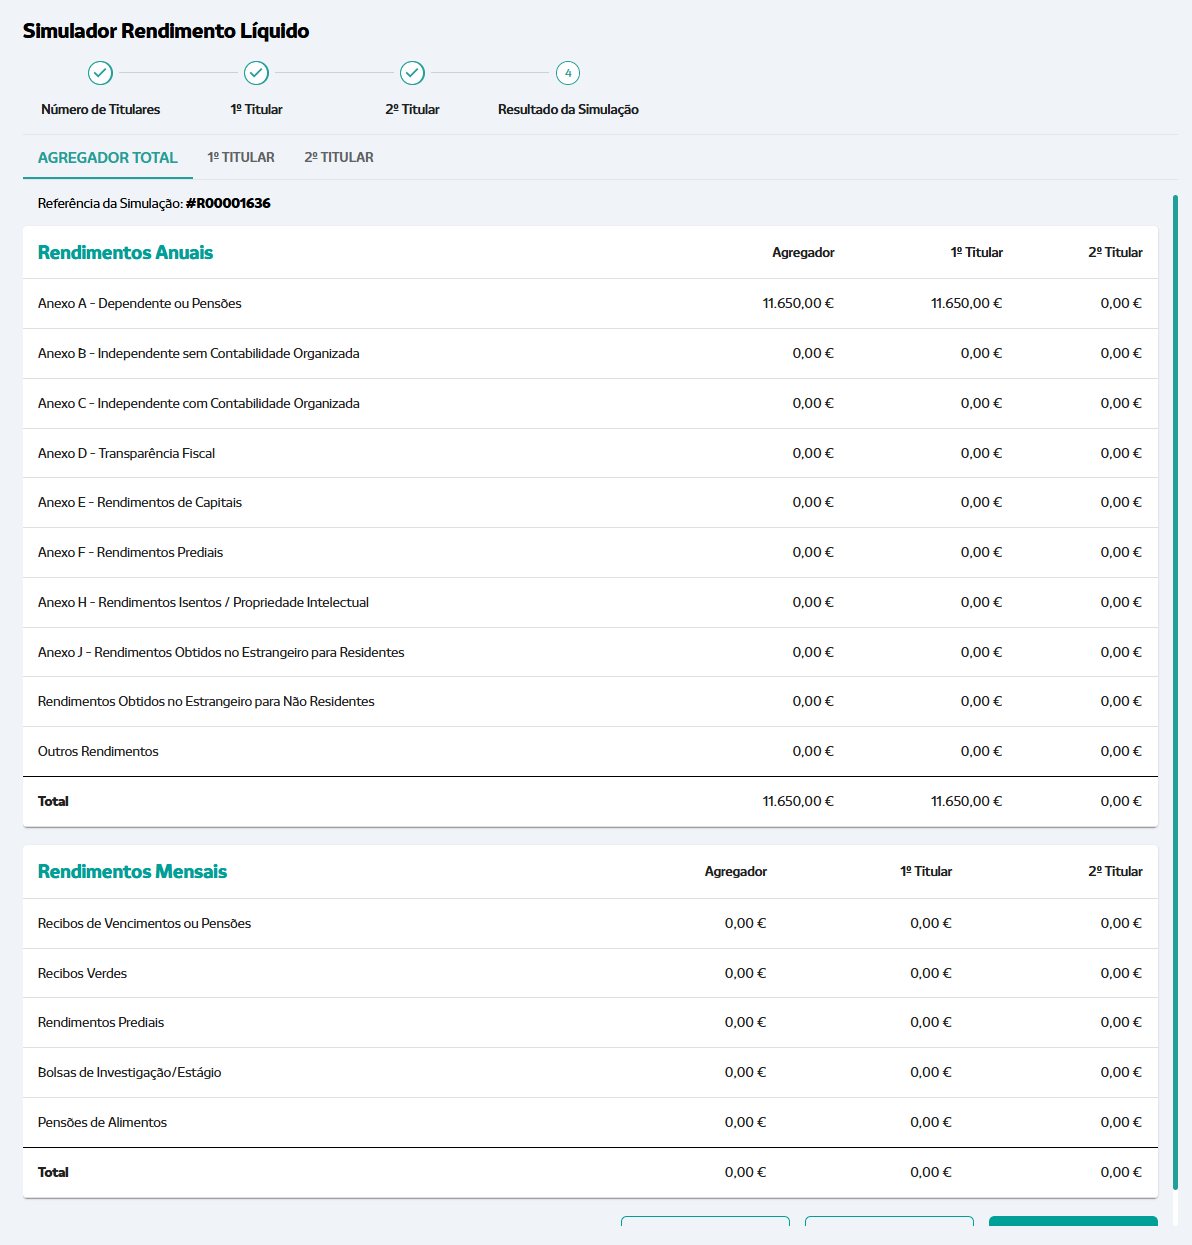 Simulador Rendimento Líquido
4
Número de Titulares 1º Titular 2º Titular Resultado da Simulação
AGREGADOR TOTAL 1º TITULAR 2º TITULAR
Referência da Simulação: #R00001636
Rendimentos Anuais Agregador 1º Titular 2º Titular
Anexo A - Dependente ou Pensões 11.650,00 € 11.650,00 € 0,00 €
Anexo B - Independente sem Contabilidade Organizada 0,00 € 0,00 € 0,00 €
Anexo C - Independente com Contabilidade Organizada 0,00 € 0,00 € 0,00 €
Anexo D - Transparência Fiscal 0,00 € 0,00 € 0,00 €
Anexo E - Rendimentos de Capitais 0,00 € 0,00 € 0,00 €
Anexo F - Rendimentos Prediais 0,00 € 0,00 € 0,00 €
Anexo H - Rendimentos Isentos / Propriedade Intelectual 0,00 € 0,00 € 0,00 €
Anexo J - Rendimentos Obtidos no Estrangeiro para Residentes 0,00 € 0,00 € 0,00 €
Rendimentos Obtidos no Estrangeiro para Não Residentes 0,00 € 0,00 € 0,00 €
Outros Rendimentos 0,00 € 0,00 € 0,00 €
Total 11.650,00 € 11.650,00 € 0,00 €
Rendimentos Mensais Agregador 1º Titular 2º Titular
Recibos de Vencimentos ou Pensões 0,00 € 0,00 € 0,00 €
Recibos Verdes 0,00 € 0,00 € 0,00 €
Rendimentos Prediais 0,00 € 0,00 € 0,00 €
Bolsas de Investigação/Estágio 0,00 € 0,00 € 0,00 €
Pensões de Alimentos 0,00 € 0,00 € 0,00 €
Total 0,00 € 0,00 € 0,00 €